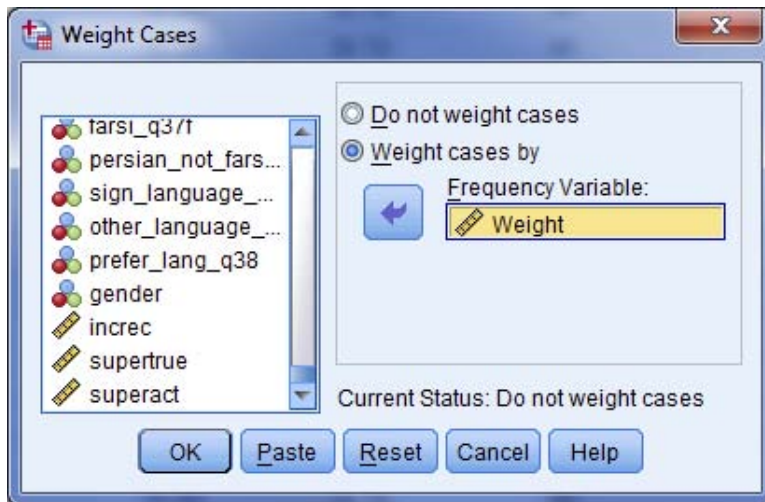 Weight Cases
farsi_q37f
persian_not_fars...
sign_language_...
other_language_...
prefer_lang_q38
gender
increc
supertrue
superact
Do not weight cases
Weight cases by
Frequency Variable:
Weight
Current Status: Do not weight cases
OK
Paste
Reset
Cancel
Help